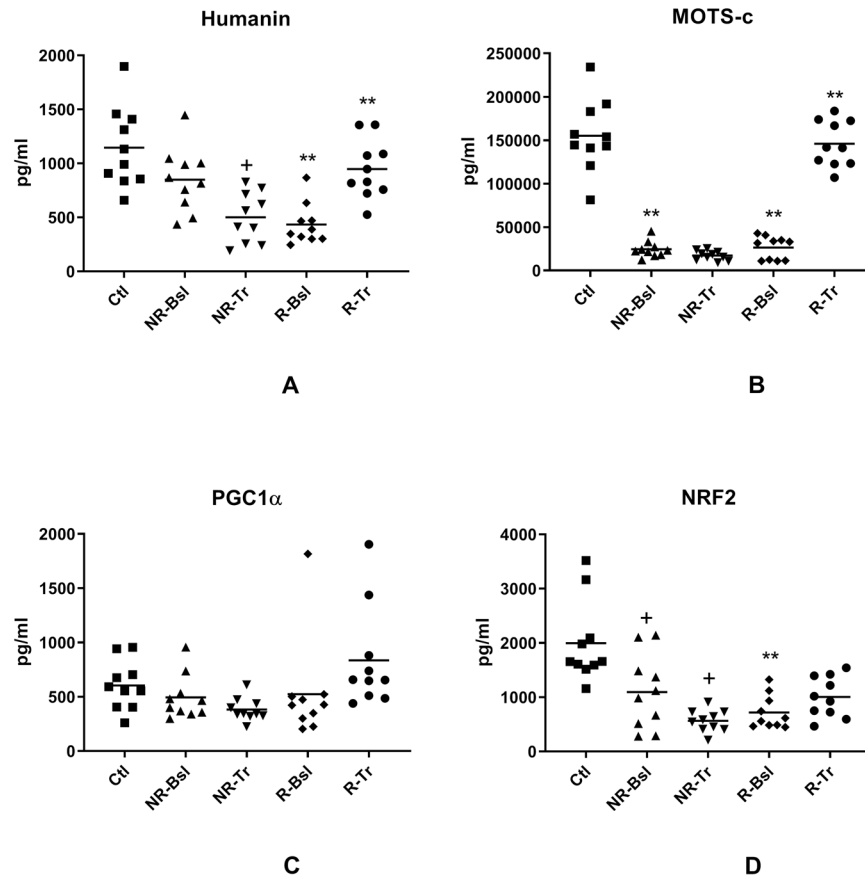 Humanin
2000
1500
1000
500
0
pg/ml
+
**
**
Ctl
NR-Bsl
NR-Tr
R-Bsl
R-Tr
A
MOTS-c
250000
200000
150000
100000
50000
0
pg/ml
**
**
**
Ctl
NR-Bsl
NR-Tr
R-Bsl
R-Tr
B
PGC1α
2000
1500
1000
500
0
pg/ml
Ctl
NR-Bsl
NR-Tr
R-Bsl
R-Tr
C
NRF2
4000
3000
2000
1000
0
pg/ml
+
+
**
Ctl
NR-Bsl
NR-Tr
R-Bsl
R-Tr
D